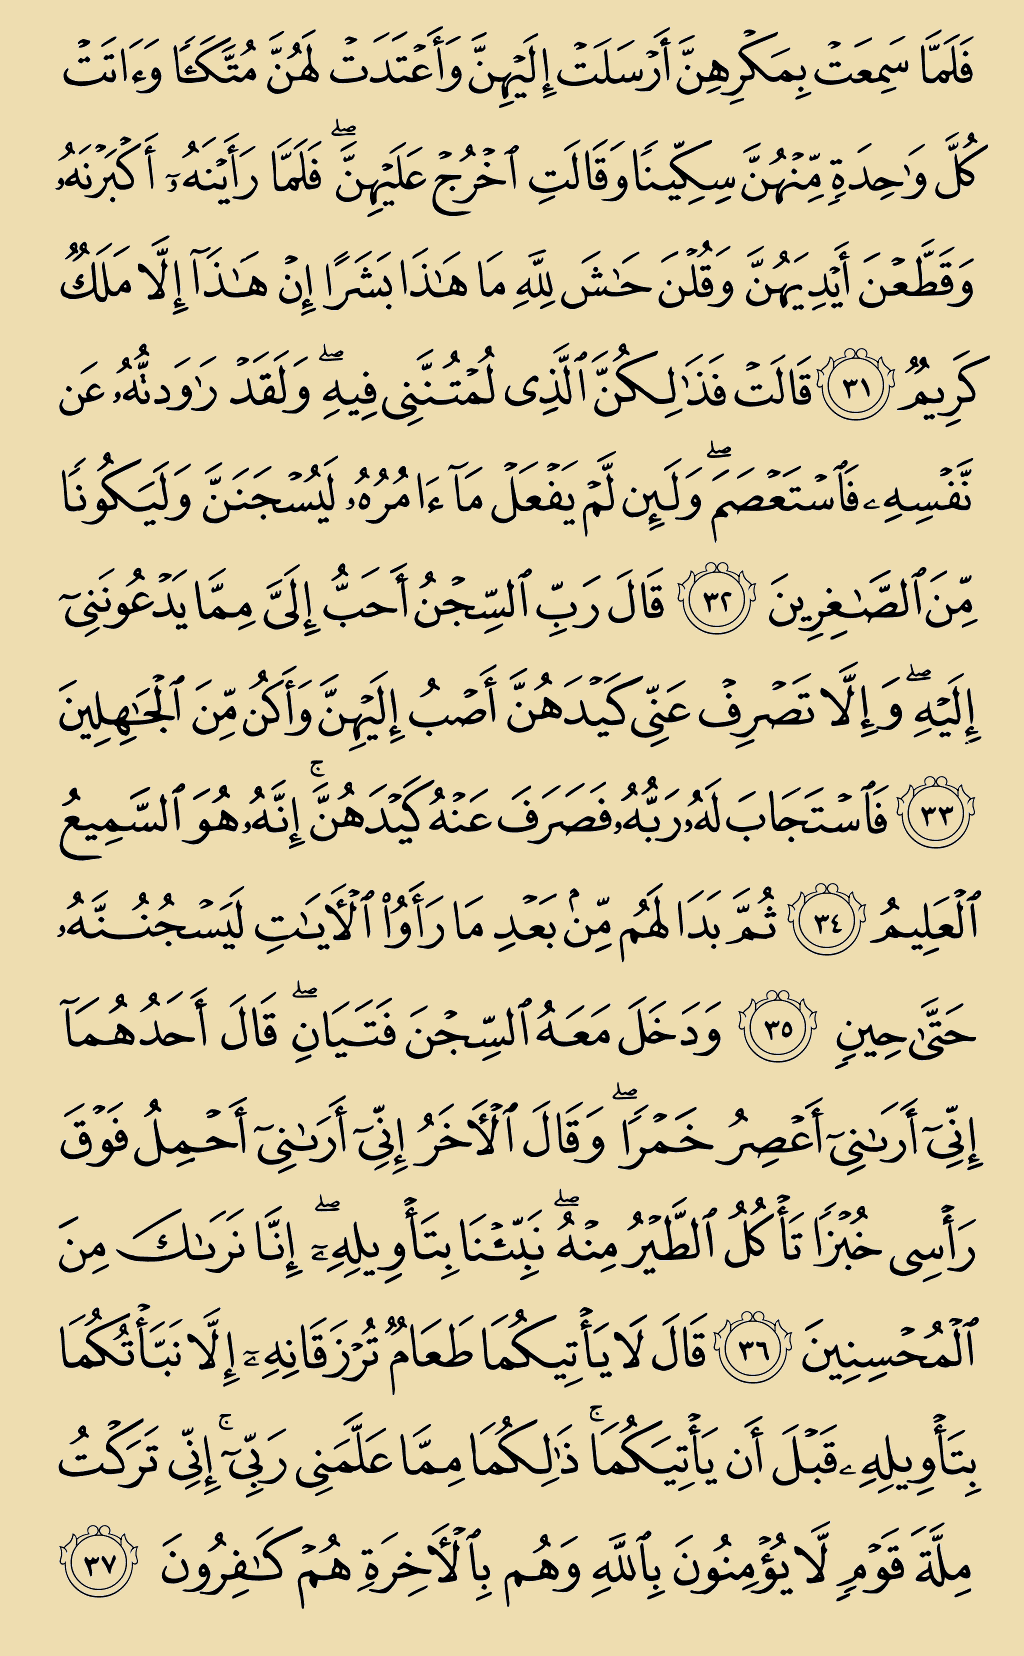 فَلَمَّا سَمِعَتۡ بِمَكۡرِهِنَّ أَرۡسَلَتۡ إِلَيۡهِنَّ وَأَعۡتَدَتۡ لَهُنَّ مُتَّكَـٔٗا وَءَاتَتۡ
كُلَّ وَٰحِدَةٖ مِّنۡهُنَّ سِكِّينٗا وَقَالَتِ ٱخۡرُجۡ عَلَيۡهِنَّۖ فَلَمَّا رَأَيۡنَهُۥٓ أَكۡبَرۡنَهُۥ
وَقَطَّعۡنَ أَيۡدِيَهُنَّ وَقُلۡنَ حَٰشَ لِلَّهِ مَا هَٰذَا بَشَرًا إِنۡ هَٰذَآ إِلَّا مَلَكٞ
كَرِيمٞ ٣١ قَالَتۡ فَذَٰلِكُنَّ ٱلَّذِي لُمۡتُنَّنِي فِيهِۖ وَلَقَدۡ رَٰوَدتُّهُۥ عَن
نَّفۡسِهِۦ فَٱسۡتَعۡصَمَۖ وَلَئِن لَّمۡ يَفۡعَلۡ مَآ ءَامُرُهُۥ لَيُسۡجَنَنَّ وَلَيَكُونٗا
مِّنَ ٱلصَّٰغِرِينَ ٣٢ قَالَ رَبِّ ٱلسِّجۡنُ أَحَبُّ إِلَيَّ مِمَّا يَدۡعُونَنِيٓ
إِلَيۡهِۖ وَإِلَّا تَصۡرِفۡ عَنِّي كَيۡدَهُنَّ أَصۡبُ إِلَيۡهِنَّ وَأَكُن مِّنَ ٱلۡجَٰهِلِينَ
٣٣ فَٱسۡتَجَابَ لَهُۥ رَبُّهُۥ فَصَرَفَ عَنۡهُ كَيۡدَهُنَّۚ إِنَّهُۥ هُوَ ٱلسَّمِيعُ
ٱلۡعَلِيمُ ٣٤ ثُمَّ بَدَا لَهُم مِّنۢ بَعۡدِ مَا رَأَوُاْ ٱلۡأٓيَٰتِ لَيَسۡجُنُنَّهُۥ
حَتَّىٰ حِينٖ ٣٥ وَدَخَلَ مَعَهُ ٱلسِّجۡنَ فَتَيَانِۖ قَالَ أَحَدُهُمَآ
إِنِّيٓ أَرَىٰنِيٓ أَعۡصِرُ خَمۡرٗاۖ وَقَالَ ٱلۡأٓخَرُ إِنِّيٓ أَرَىٰنِيٓ أَحۡمِلُ فَوۡقَ
رَأۡسِي خُبۡزٗا تَأۡكُلُ ٱلطَّيۡرُ مِنۡهُۖ نَبِّئۡنَا بِتَأۡوِيلِهِۦٓۖ إِنَّا نَرَىٰكَ مِنَ
ٱلۡمُحۡسِنِينَ ٣٦ قَالَ لَا يَأۡتِيكُمَا طَعَامٞ تُرۡزَقَانِهِۦٓ إِلَّا نَبَّأۡتُكُمَا
بِتَأۡوِيلِهِۦ قَبۡلَ أَن يَأۡتِيَكُمَاۚ ذَٰلِكُمَا مِمَّا عَلَّمَنِي رَبِّيٓۚ إِنِّي تَرَكۡتُ
مِلَّةَ قَوۡمٖ لَّا يُؤۡمِنُونَ بِٱللَّهِ وَهُم بِٱلۡأٓخِرَةِ هُمۡ كَٰفِرُونَ ٣٧